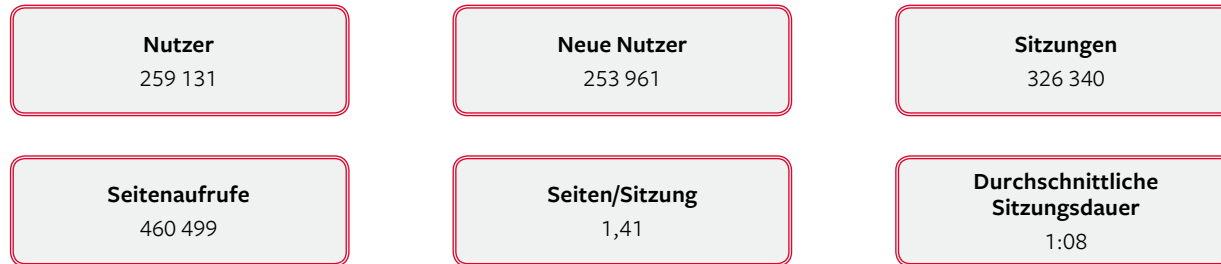 Nutzer
259 131
Neue Nutzer
253 961
Sitzungen
326 340
Seitenaufrufe
460 499
Seiten/Sitzung
1,41
Durchschnittliche
Sitzungsdauer
1:08